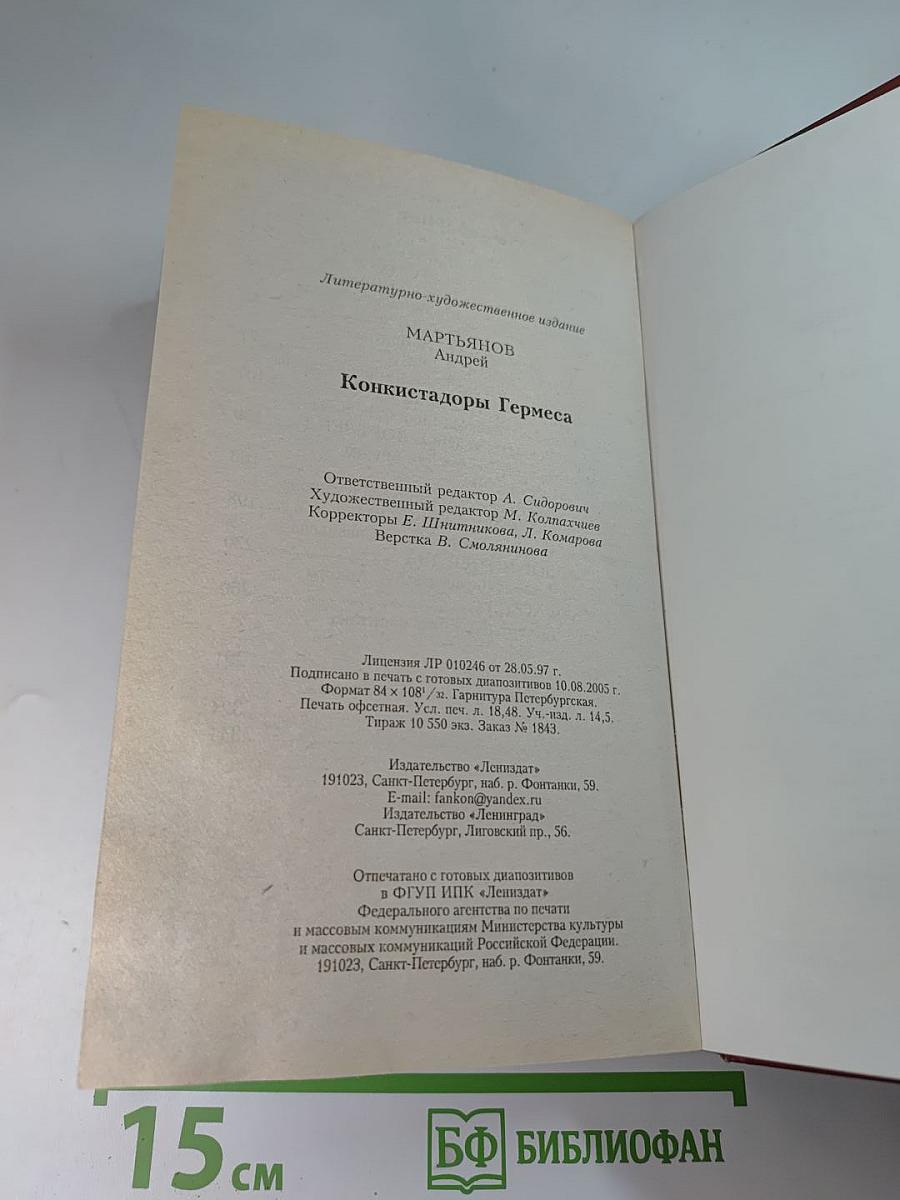 Литературно-художественное издание
МАРТЬЯНОВ
Андрей
Конкистадоры Гермеса
Ответственный редактор А. Сидорович
Художественный редактор М. Колпахчиев
Корректоры Е. Шнитникова, Л. Комарова
Верстка В. Смолянинова
Лицензия ЛР 010246 от 28.05.97 г.
Подписано в печать с готовых диапозитивов 10.08.2005 г.
Формат 84 × 108¹/₃₂. Гарнитура Петербургская.
Печать офсетная. Усл. печ. л. 18,48. Уч.-изд. л. 14,5.
Тираж 10 550 экз. Заказ № 1843.
Издательство «Лениздат»
191023, Санкт-Петербург, наб. р. Фонтанки, 59.
E-mail: fankon@yandex.ru
Издательство «Ленинград»
Санкт-Петербург, Лиговский пр., 56.
Отпечатано с готовых диапозитивов
в ФГУП ИПК «Лениздат»
Федерального агентства по печати
и массовым коммуникациям Министерства культуры
и массовых коммуникаций Российской Федерации.
191023, Санкт-Петербург, наб. р. Фонтанки, 59.
15 см
БФ БИБЛИОФАН